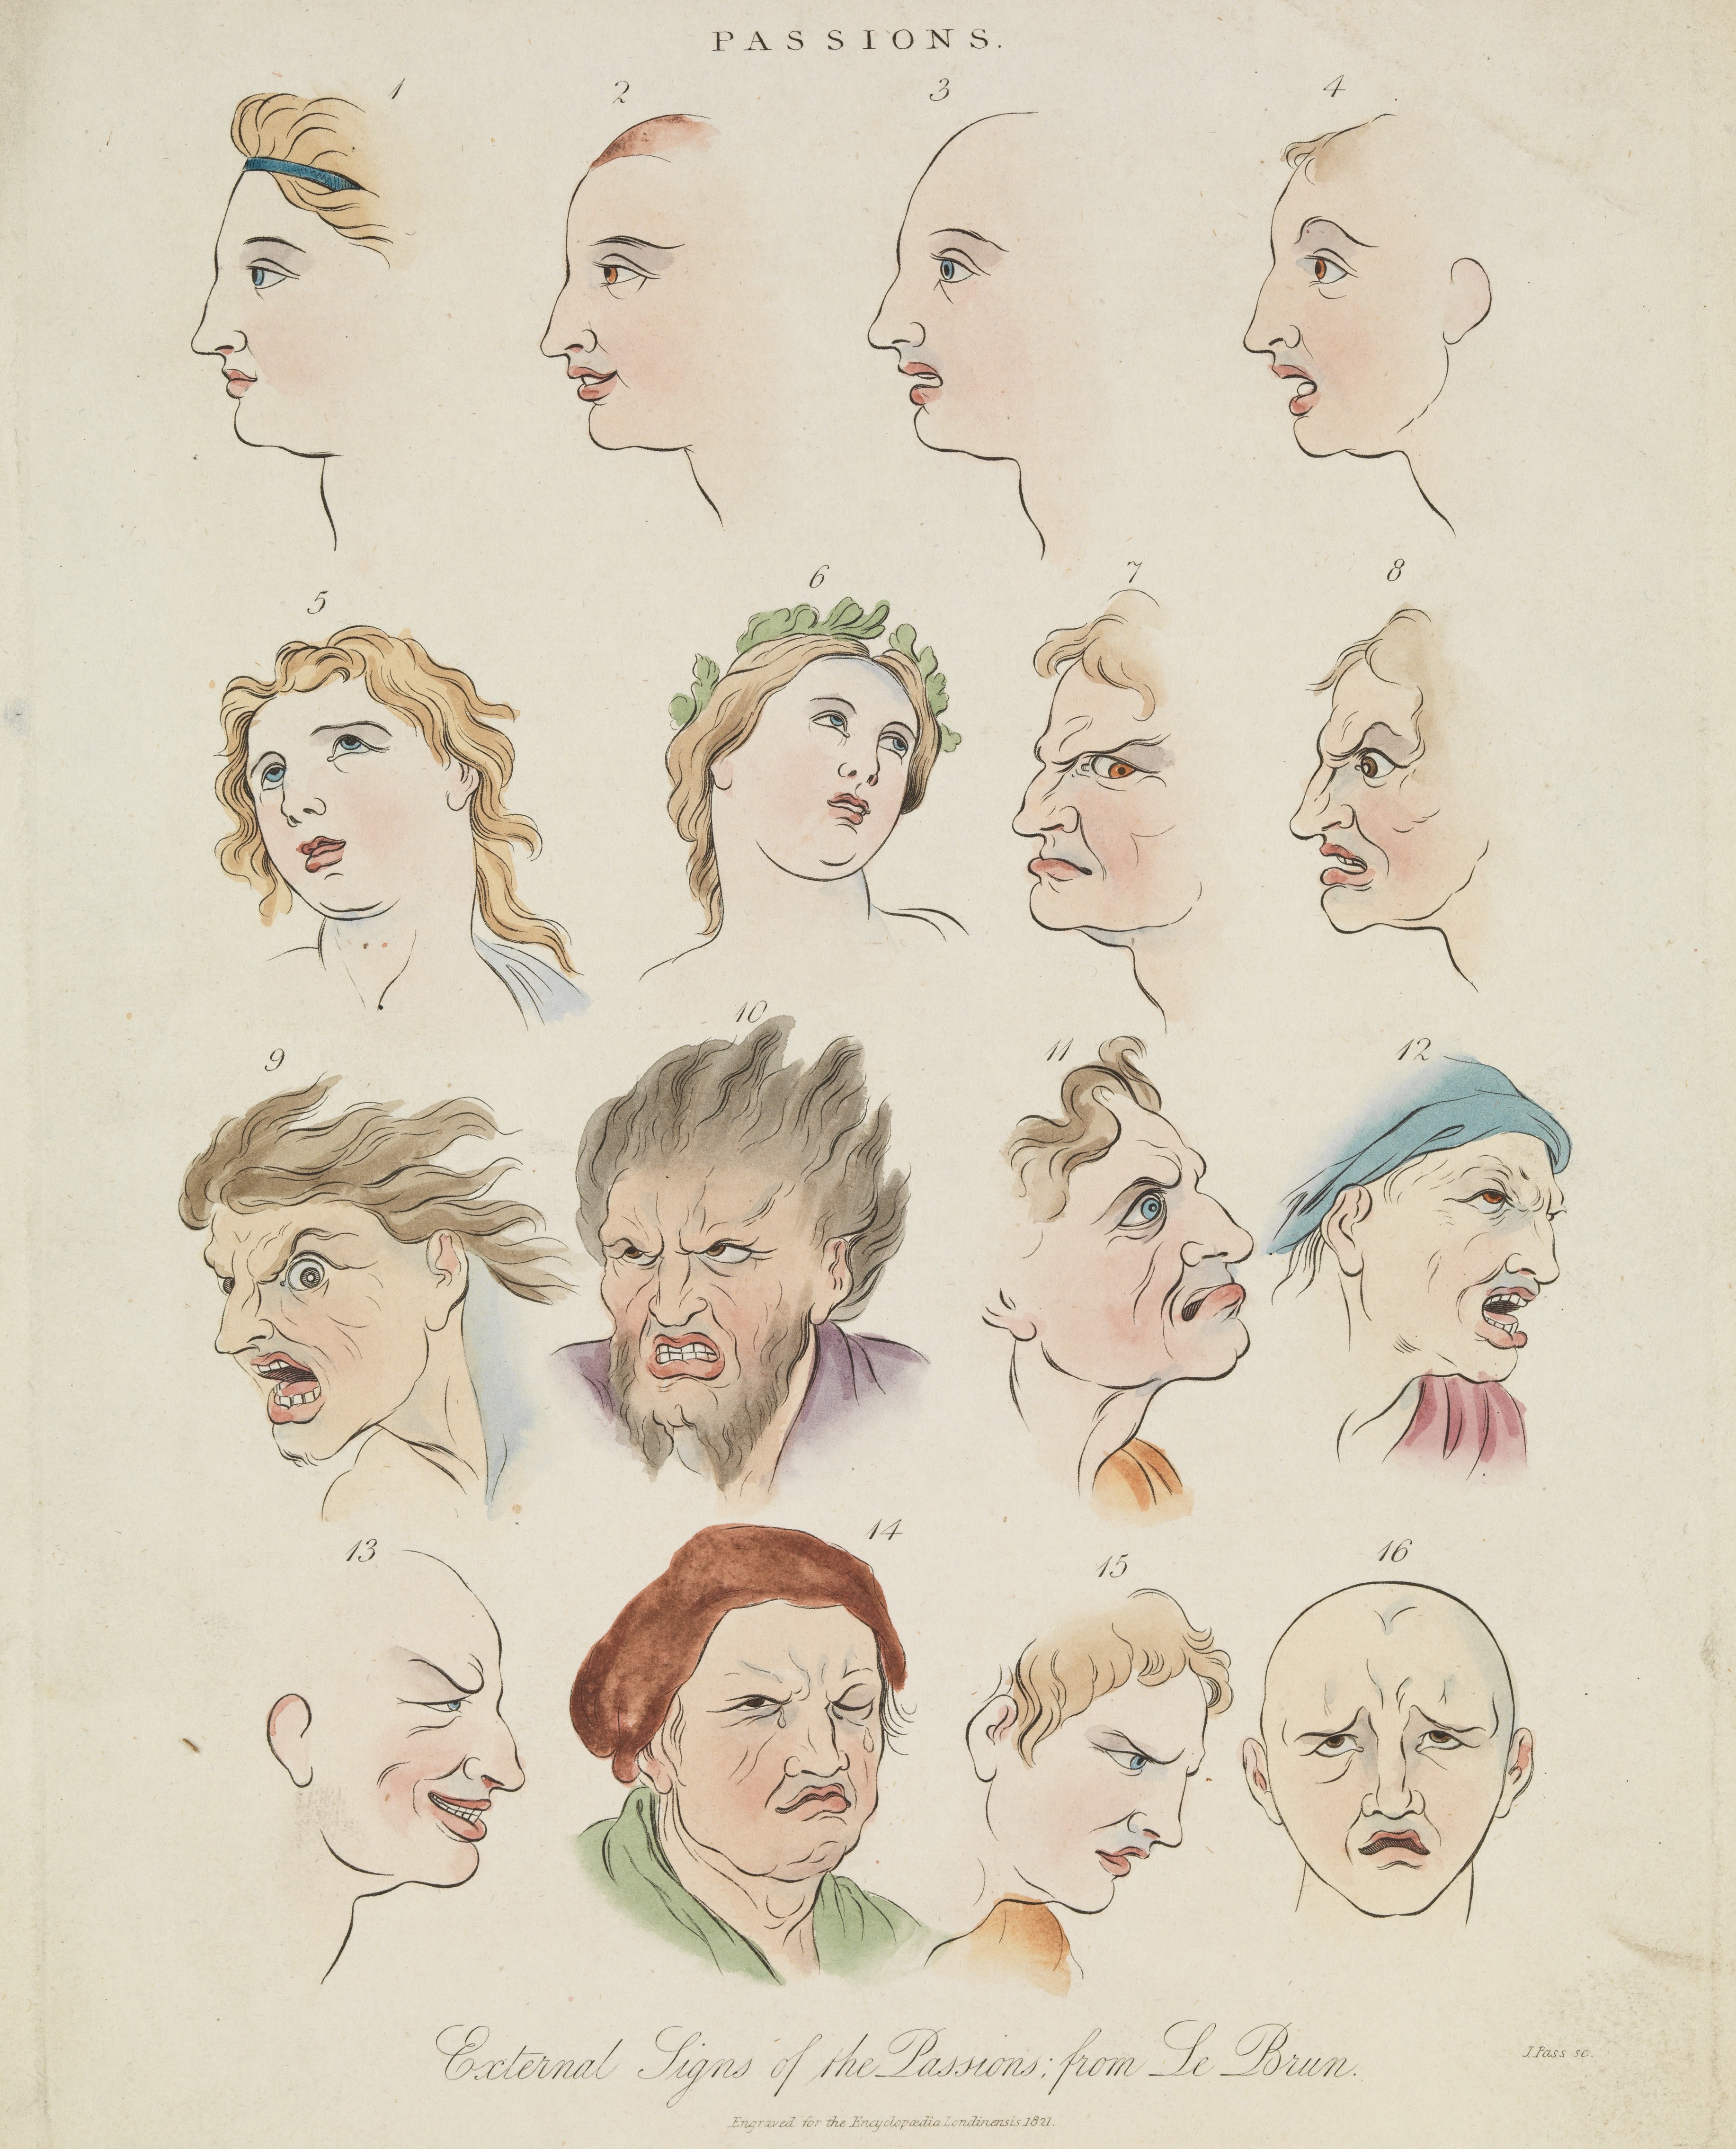 PASSIONS.
1 2 3 4
5 6 7 8
9 10 11 12
13 14 15 16
External Signs of the Passions; from Le Brun.
J. Pass sc.
Engraved for the Encyclopædia Londinensis 1821.